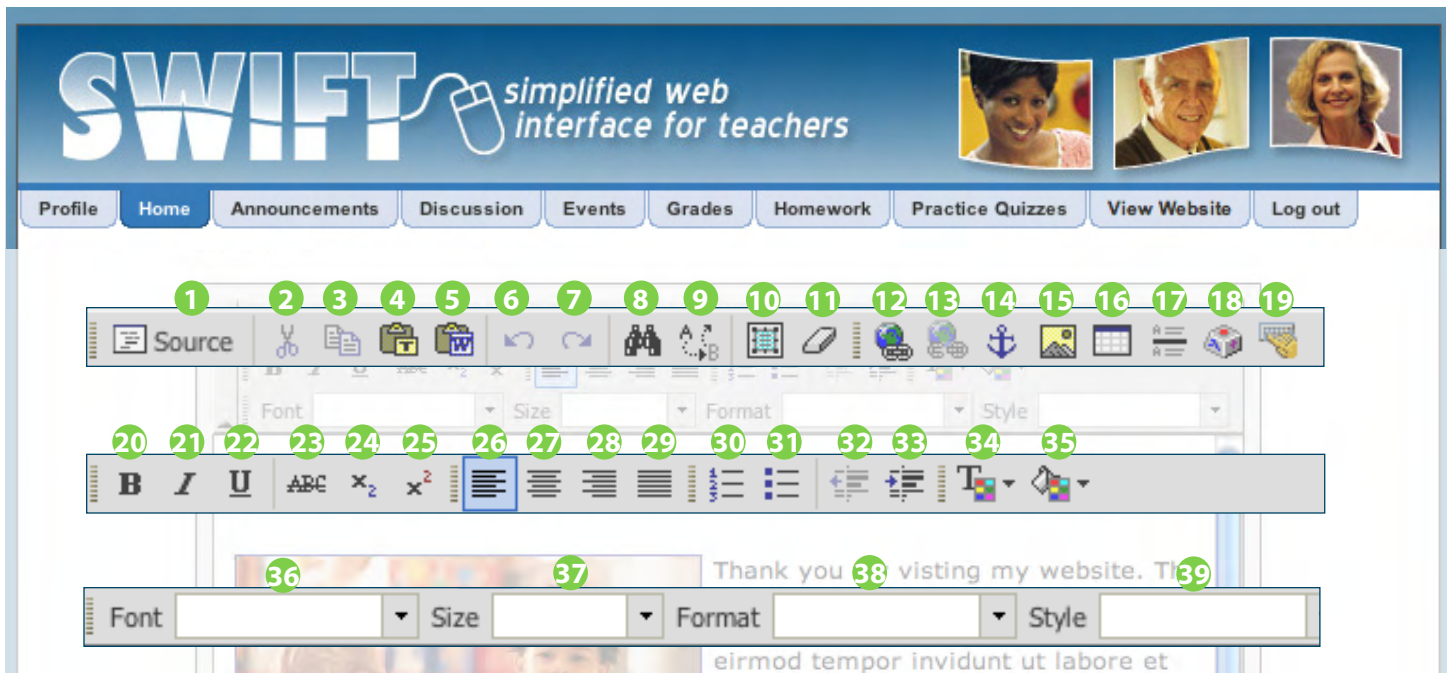 SWIFT
simplified web
interface for teachers
Profile Home Announcements Discussion Events Grades Homework Practice Quizzes View Website Log out
1 2 3 4 5 6 7 8 9 10 11 12 13 14 15 16 17 18 19
Source
Font Size Format Style
20 21 22 23 24 25 26 27 28 29 30 31 32 33 34 35
B I U ABC x₂ x²
Thank you visting my website.
36 37 38 39
Font Size Format Style
eirmod tempor invidunt ut labore et